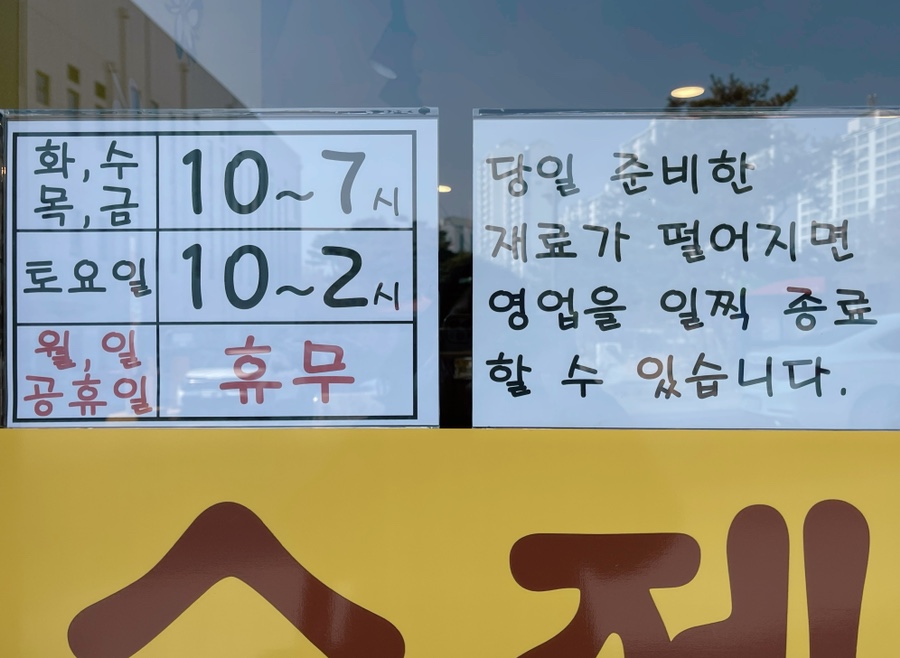 화,수
목,금
10~7시
토요일 10~2시
월,일
공휴일
휴무
당일 준비한
재료가 떨어지면
영업을 일찍 종료
할 수 있습니다.
수제